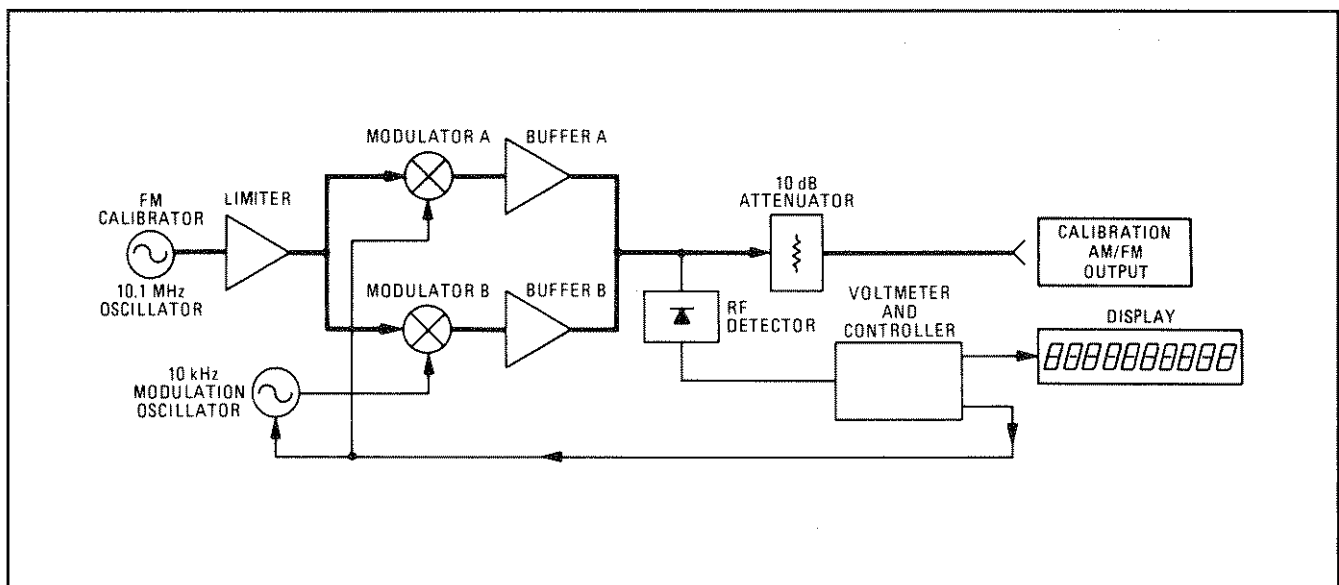 MODULATOR A
BUFFER A
FM
CALIBRATOR
LIMITER
10 dB
ATTENUATOR
10.1 MHz
OSCILLATOR
CALIBRATION
AM/FM
OUTPUT
MODULATOR B
BUFFER B
RF
DETECTOR
VOLTMETER
AND
CONTROLLER
DISPLAY
8888888888
10 kHz
MODULATION
OSCILLATOR